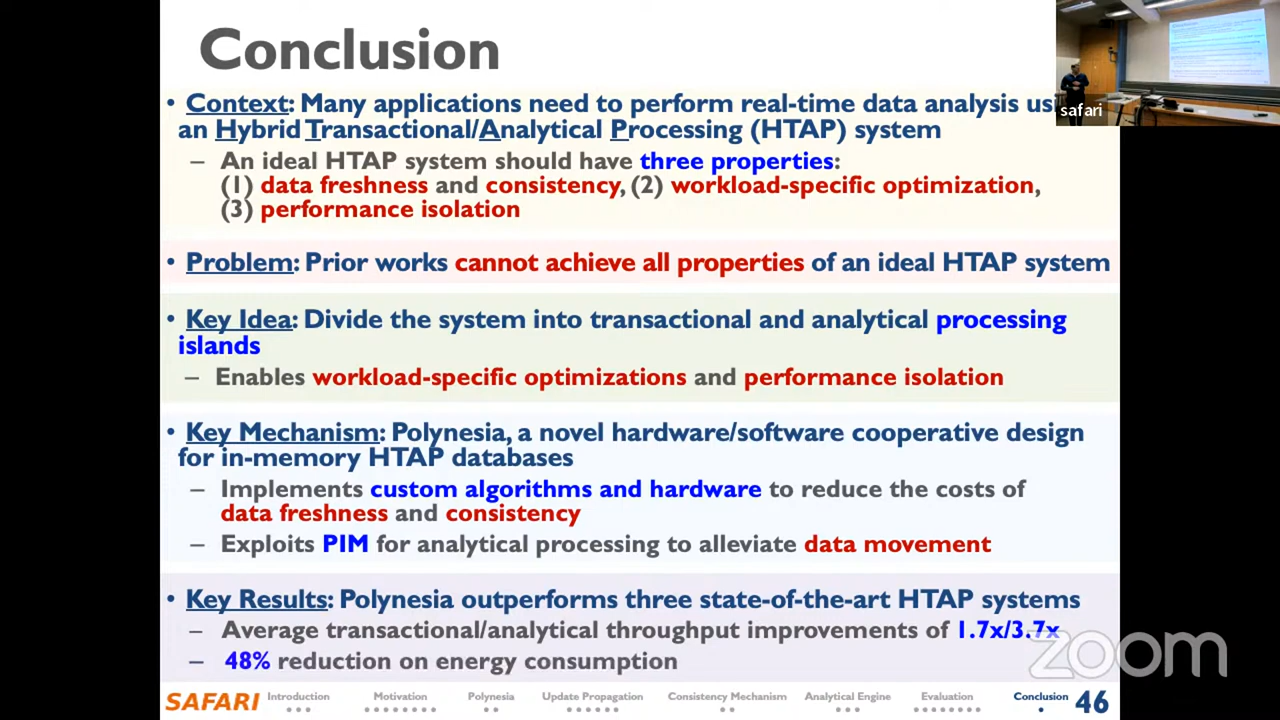 Conclusion
• Context: Many applications need to perform real-time data analysis us
an Hybrid Transactional/Analytical Processing (HTAP) system
– An ideal HTAP system should have three properties:
(1) data freshness and consistency, (2) workload-specific optimization,
(3) performance isolation
• Problem: Prior works cannot achieve all properties of an ideal HTAP system
• Key Idea: Divide the system into transactional and analytical processing
islands
– Enables workload-specific optimizations and performance isolation
• Key Mechanism: Polynesia, a novel hardware/software cooperative design
for in-memory HTAP databases
– Implements custom algorithms and hardware to reduce the costs of
data freshness and consistency
– Exploits PIM for analytical processing to alleviate data movement
• Key Results: Polynesia outperforms three state-of-the-art HTAP systems
– Average transactional/analytical throughput improvements of 1.7x/3.7x
– 48% reduction on energy consumption
SAFARI Introduction Motivation Polynesia Update Propagation Consistency Mechanism Analytical Engine Evaluation Conclusion 46
safari
zoom